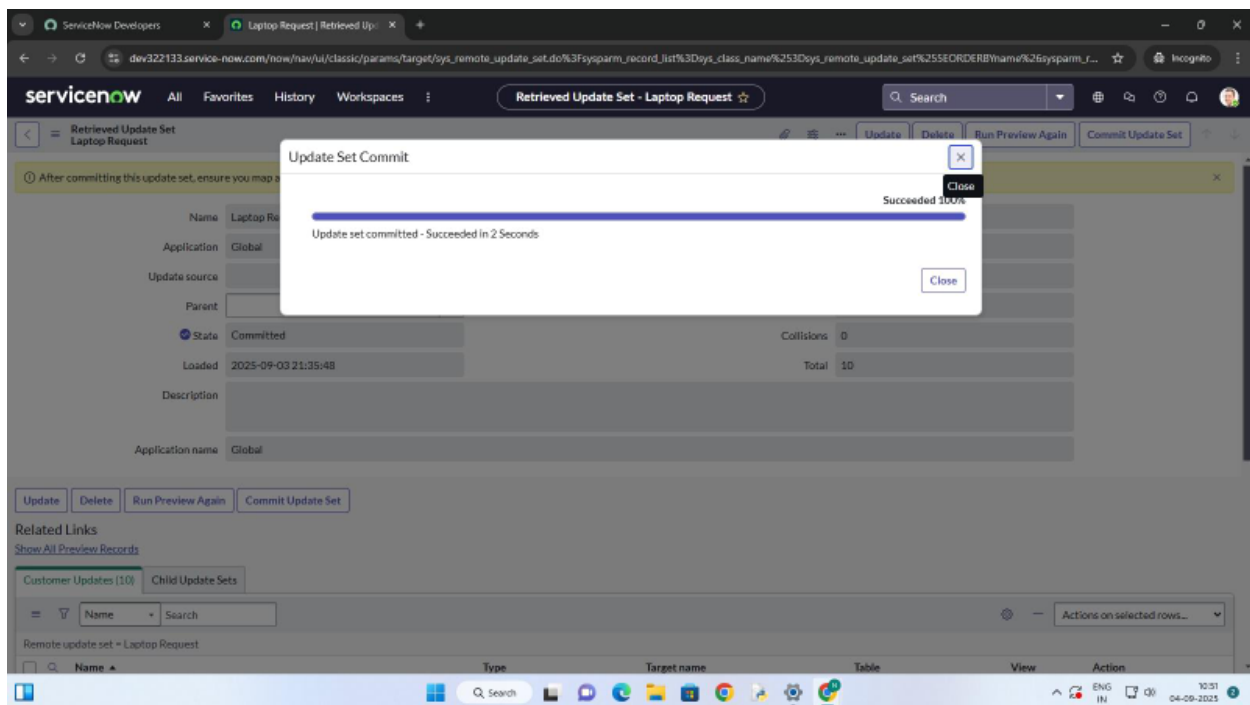 ServiceNow Developers
Laptop Request | Retrieved Up
dev322133.service-now.com/now/nav/ui/classic/params/target/sys_remote_update_set.do%3Fsysparm_record_list%3Dsys_class_name%253Dsys_remote_update_set%255EORDERBYname%26sysparm_r...
Incognito
servicenow All Favorites History Workspaces Retrieved Update Set - Laptop Request Search
Retrieved Update Set
Laptop Request
Update Delete Run Preview Again Commit Update Set
Update Set Commit
Close
After committing this update set, ensure you map a
Succeeded 100%
Update set committed - Succeeded in 2 Seconds
Close
Name Laptop Re
Application Global
Update source
Parent
State Committed
Collisions 0
Loaded 2025-09-03 21:35:48
Total 10
Description
Application name Global
Update Delete Run Preview Again Commit Update Set
Related Links
Show All Preview Records
Customer Updates (10) Child Update Sets
Name Search Actions on selected rows...
Remote update set = Laptop Request
Name Type Target name Table View Action
Search
ENG
IN
10:51
04-09-2025
2